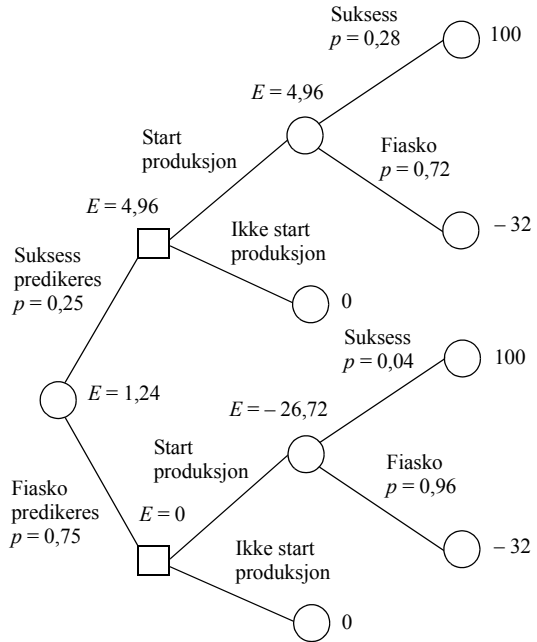 Suksess
p = 0,28
100
E = 4,96
Start
produksjon
Fiasko
p = 0,72
E = 4,96
Ikke start
produksjon
– 32
Suksess
predikeres
p = 0,25
0
Suksess
p = 0,04
100
E = 1,24
E = – 26,72
Start
produksjon
Fiasko
p = 0,96
Fiasko
predikeres
p = 0,75
E = 0
Ikke start
produksjon
– 32
0